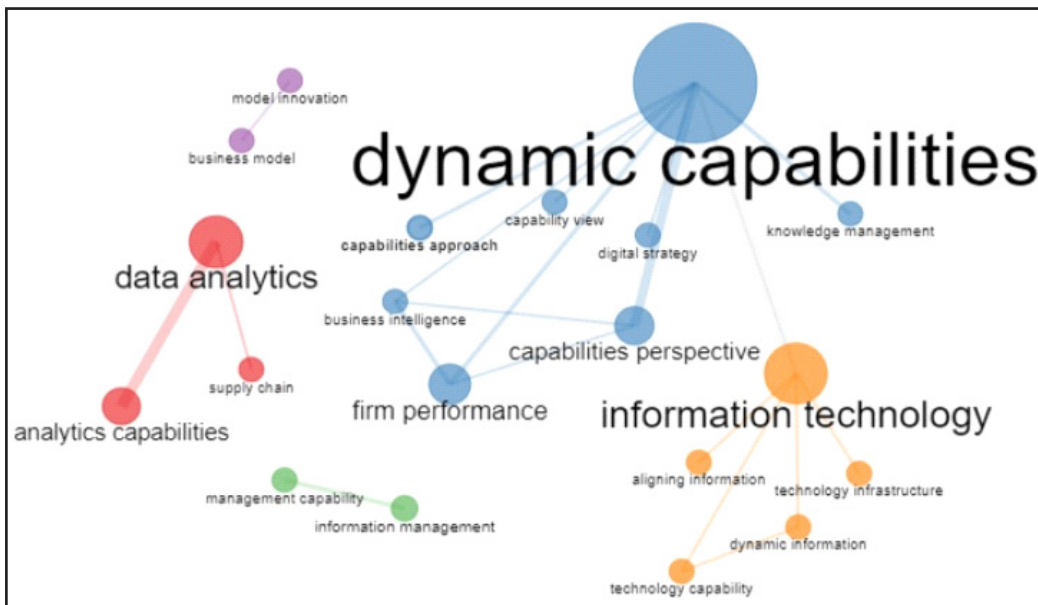 model innovation
business model
dynamic capabilities
capability view
knowledge management
capabilities approach
digital strategy
data analytics
business intelligence
capabilities perspective
supply chain
firm performance
information technology
analytics capabilities
aligning information
technology infrastructure
management capability
information management
dynamic information
technology capability